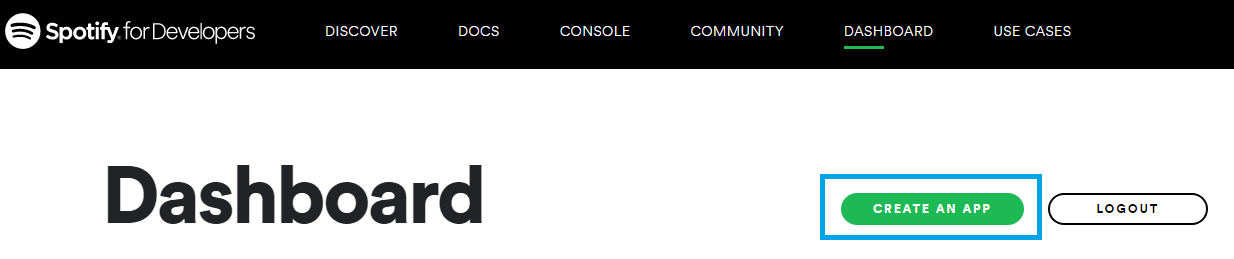 Spotify® for Developers DISCOVER DOCS CONSOLE COMMUNITY DASHBOARD USE CASES
Dashboard
CREATE AN APP LOGOUT